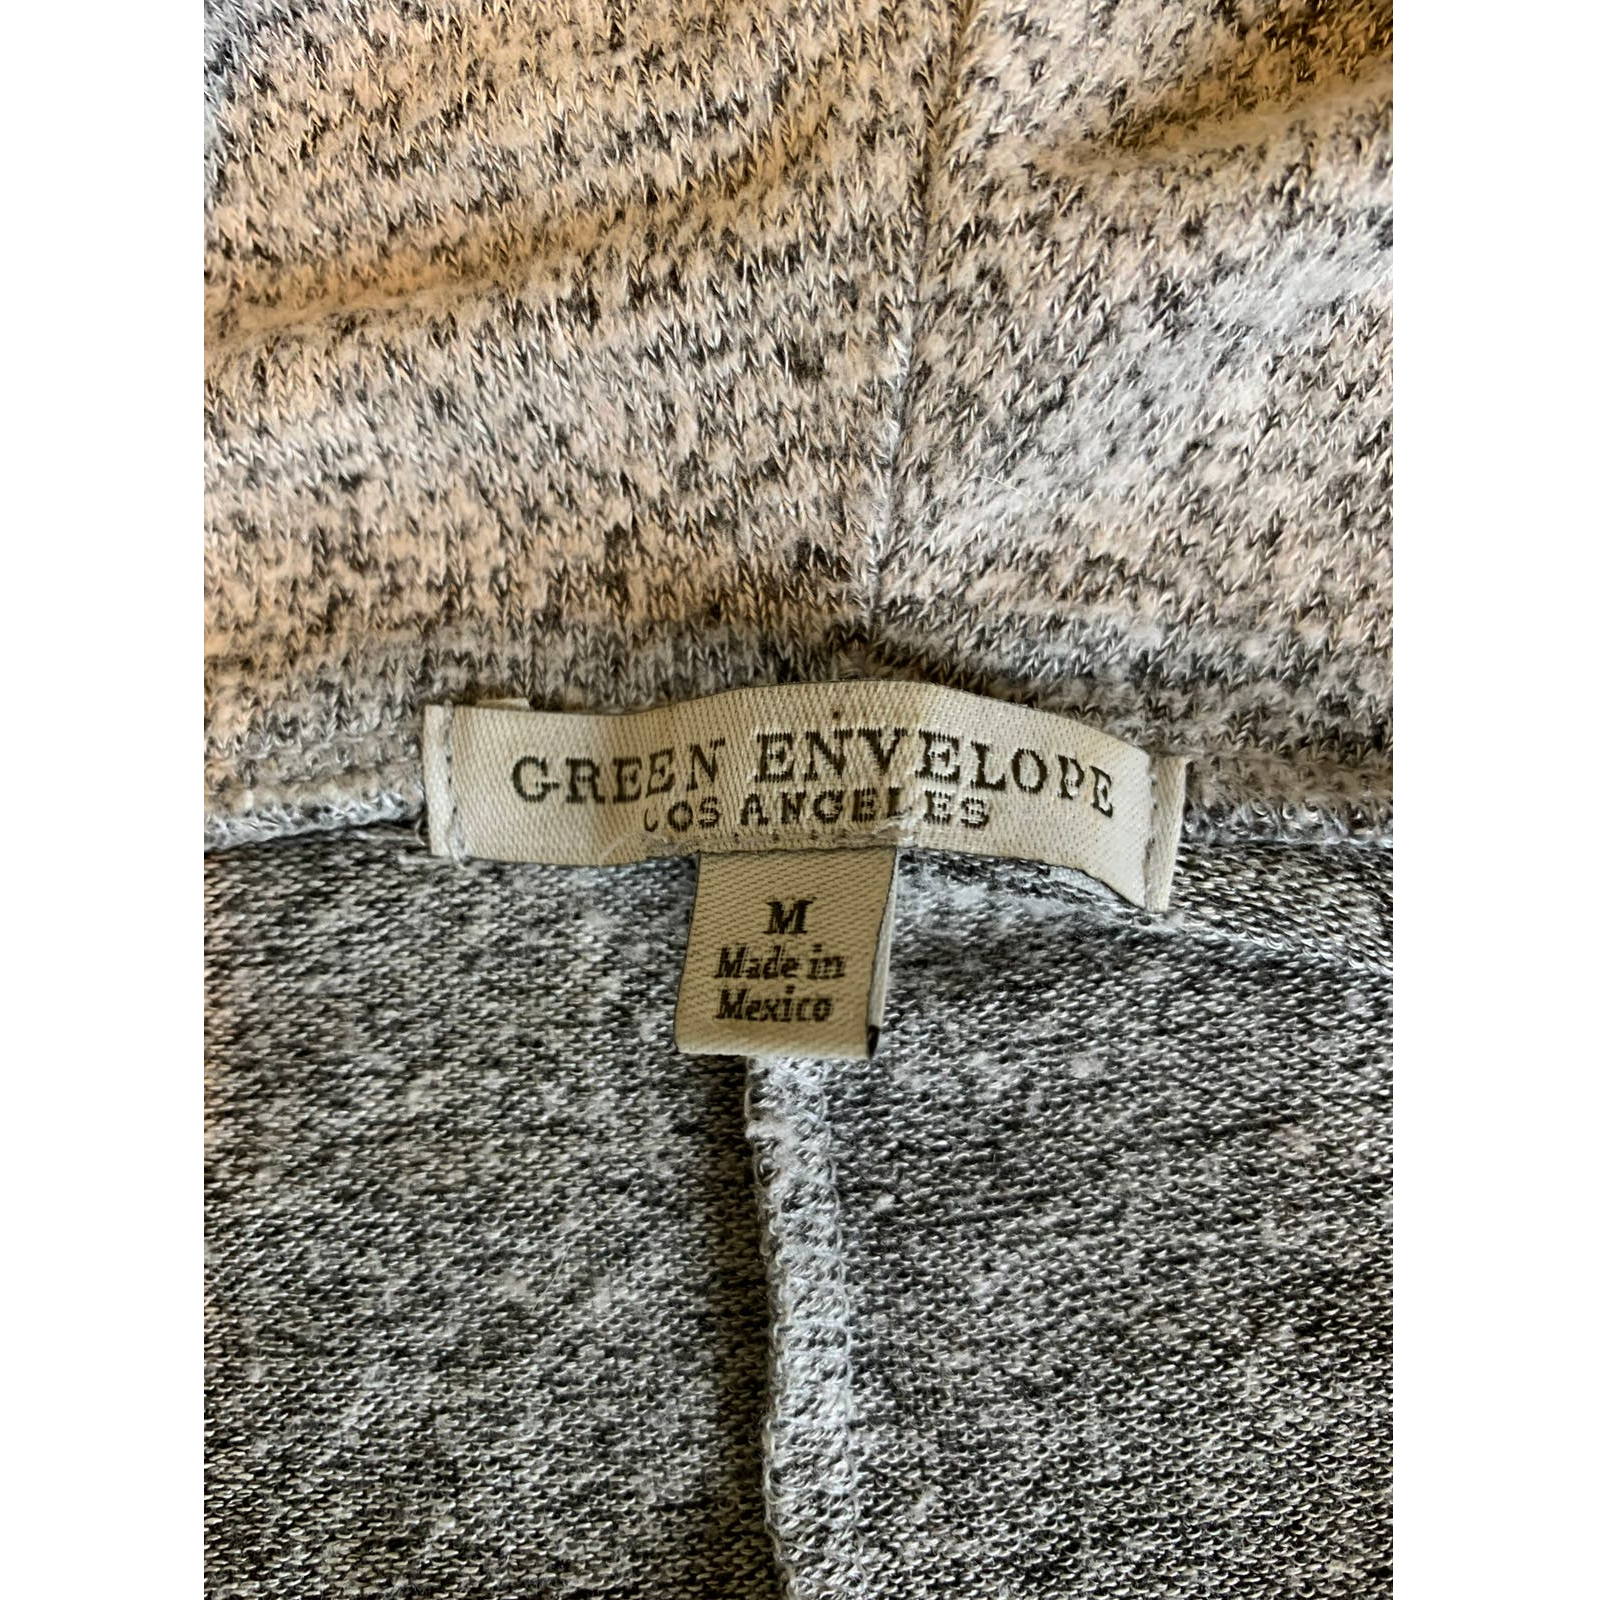 GREEN ENVELOPE
LOS ANGELES
M
Made in
Mexico